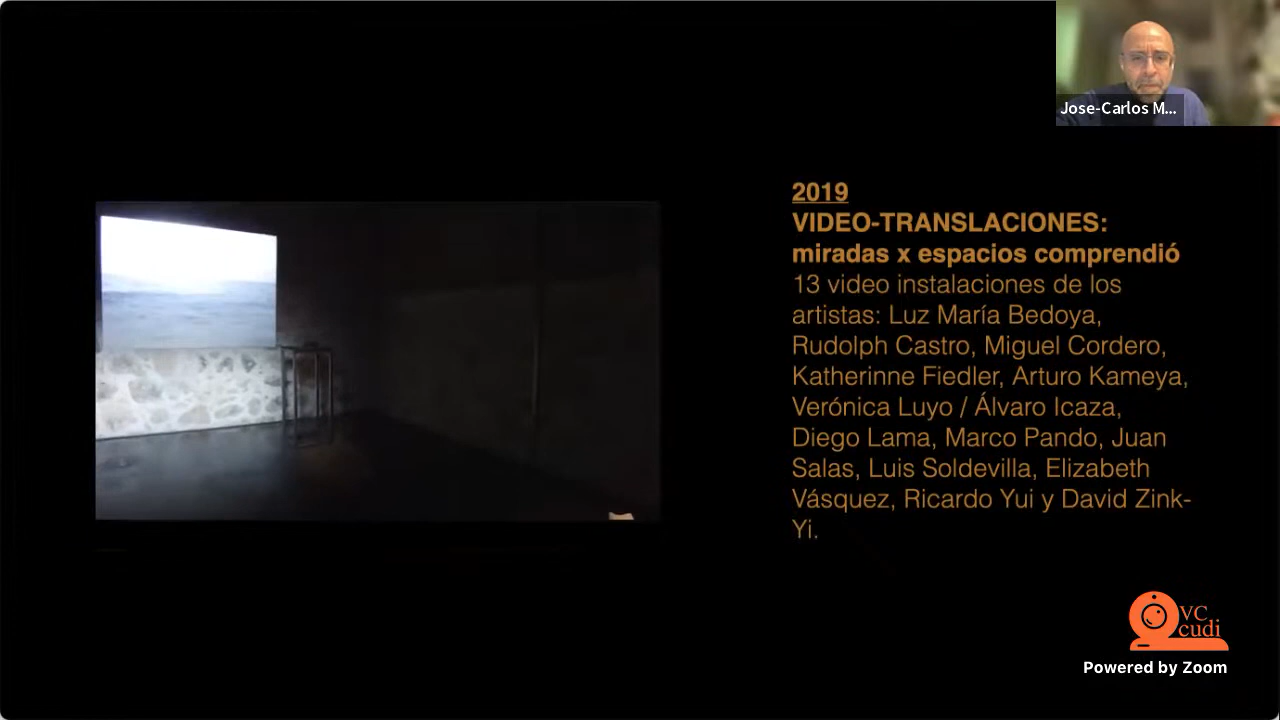 Jose-Carlos M...
2019
VIDEO-TRANSLACIONES:
miradas x espacios comprendió
13 video instalaciones de los
artistas: Luz María Bedoya,
Rudolph Castro, Miguel Cordero,
Katherinne Fiedler, Arturo Kameya,
Verónica Luyo / Álvaro Icaza,
Diego Lama, Marco Pando, Juan
Salas, Luis Soldevilla, Elizabeth
Vásquez, Ricardo Yui y David Zink-
Yi.
VC
cudi
Powered by Zoom